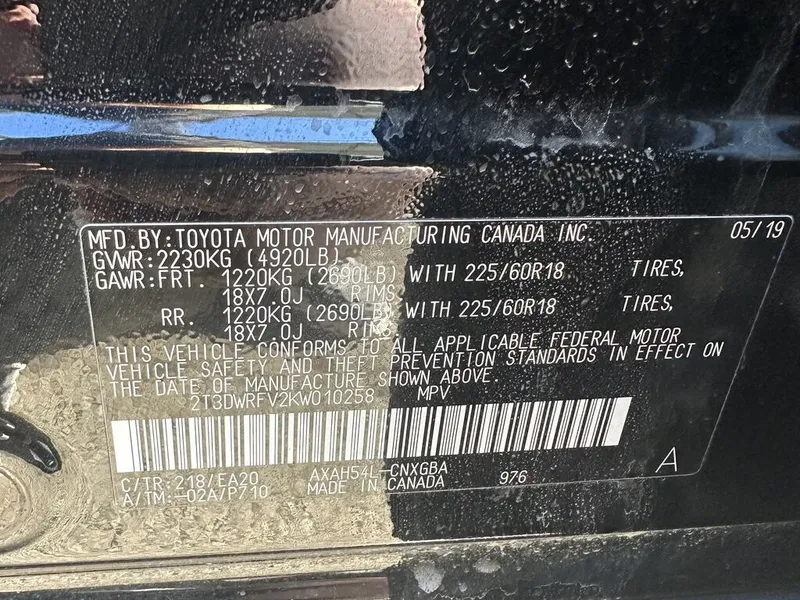 MFD.BY:TOYOTA MOTOR MANUFACTURING CANADA INC. 05/19
GVWR:2230KG (4920LB)
GAWR:FRT. 1220KG (2690LB) WITH 225/60R18 TIRES,
18X7.0J RIMS
RR. 1220KG (2690LB) WITH 225/60R18 TIRES,
18X7.0J RIMS
THIS VEHICLE CONFORMS TO ALL APPLICABLE FEDERAL MOTOR
VEHICLE SAFETY AND THEFT PREVENTION STANDARDS IN EFFECT ON
THE DATE OF MANUFACTURE SHOWN ABOVE.
2T3DWRFV2KW010258 MPV
C/TR:218/EA20 AXAH54L-CNXGBA
A/TM:-02A/P710 MADE IN CANADA 976 A